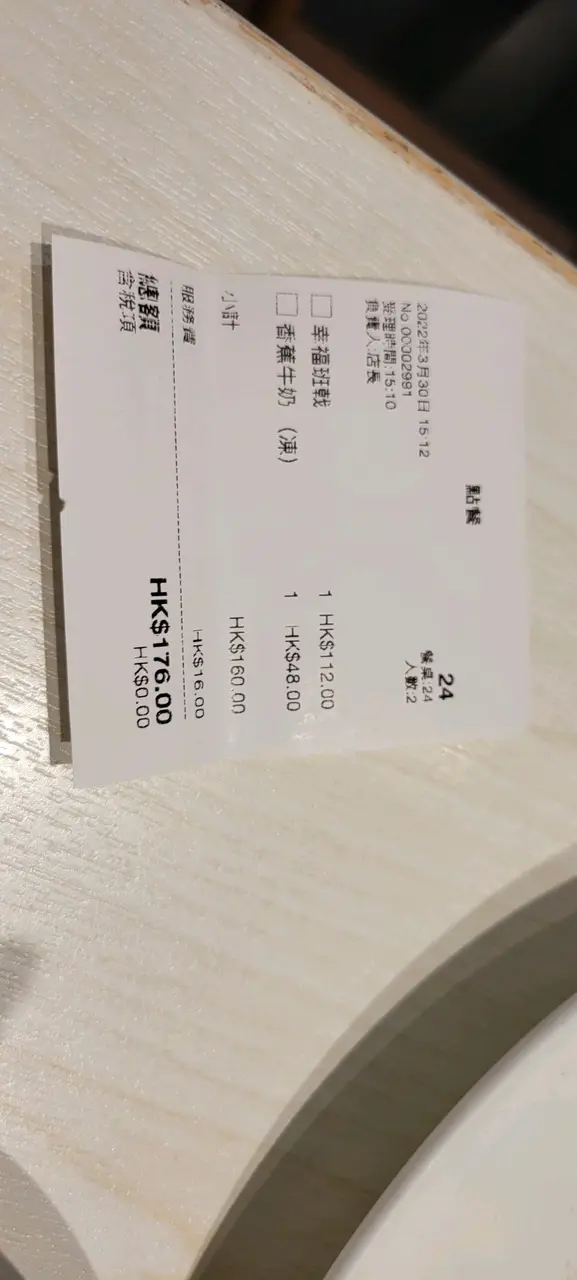 點餐
24
餐桌:24
人數:2
2022年3月30日 15:12
No 00002991
受理時間:15:10
負責人:店長
幸福班戟 1 HK$112.00
香蕉牛奶（凍） 1 HK$48.00
小計 HK$160.00
服務費 HK$16.00
總額 HK$176.00
含稅項 HK$0.00